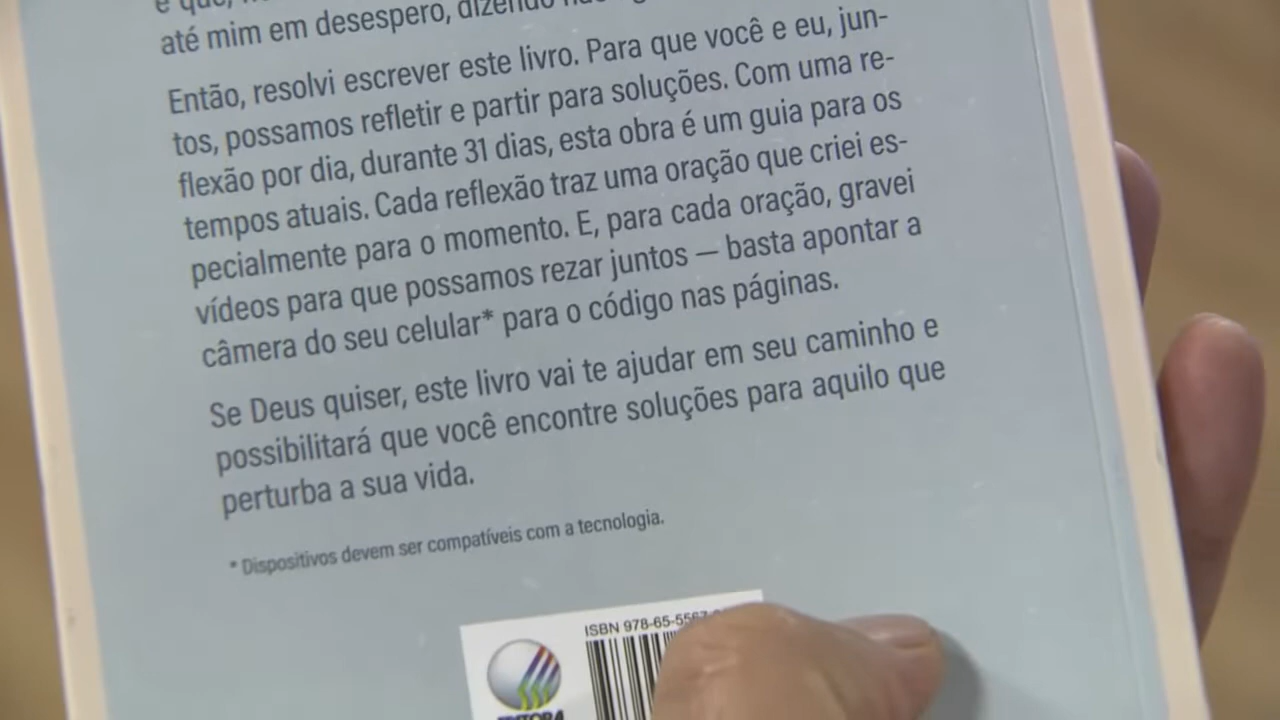 e que,
até mim em desespero, dizendo
Então, resolvi escrever este livro. Para que você e eu, jun-
tos, possamos refletir e partir para soluções. Com uma re-
flexão por dia, durante 31 dias, esta obra é um guia para os
tempos atuais. Cada reflexão traz uma oração que criei es-
pecialmente para o momento. E, para cada oração, gravei
vídeos para que possamos rezar juntos — basta apontar a
câmera do seu celular* para o código nas páginas.
Se Deus quiser, este livro vai te ajudar em seu caminho e
possibilitará que você encontre soluções para aquilo que
perturba a sua vida.
* Dispositivos devem ser compatíveis com a tecnologia.
ISBN 978-65-5567
EDITORA